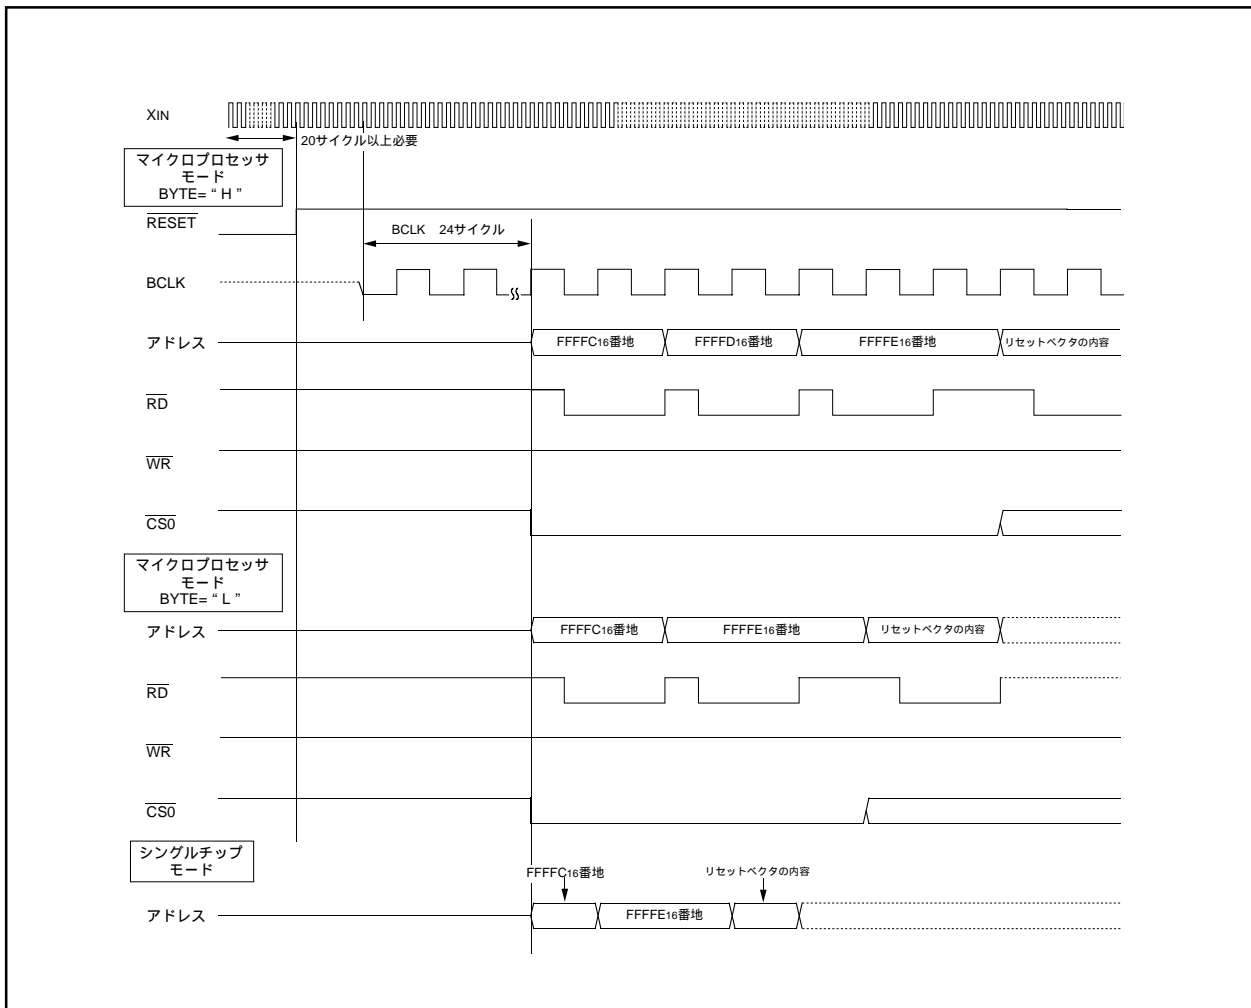 XIN
20サイクル以上必要
マイクロプロセッサ
モード
BYTE= “ H ”
RESET
BCLK 24サイクル
BCLK
アドレス FFFFC16番地 FFFFD16番地 FFFFE16番地 リセットベクタの内容
RD
WR
CS0
マイクロプロセッサ
モード
BYTE= “ L ”
アドレス FFFFC16番地 FFFFE16番地 リセットベクタの内容
RD
WR
CS0
シングルチップ
モード
FFFFC16番地 リセットベクタの内容
アドレス FFFFE16番地